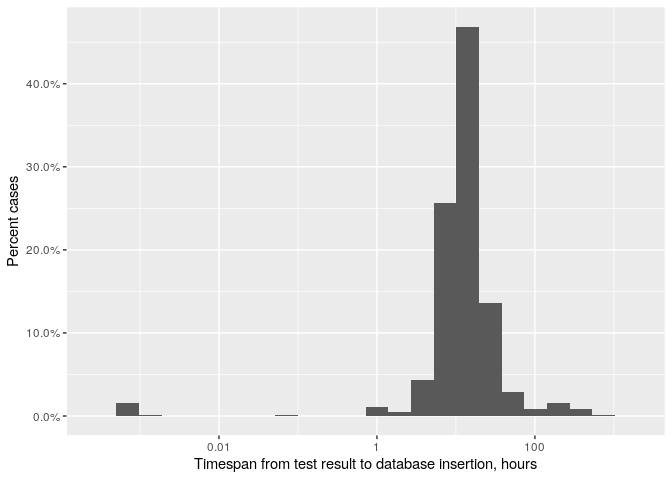 Percent cases
40.0%
30.0%
20.0%
10.0%
0.0%
0.01 1 100
Timespan from test result to database insertion, hours